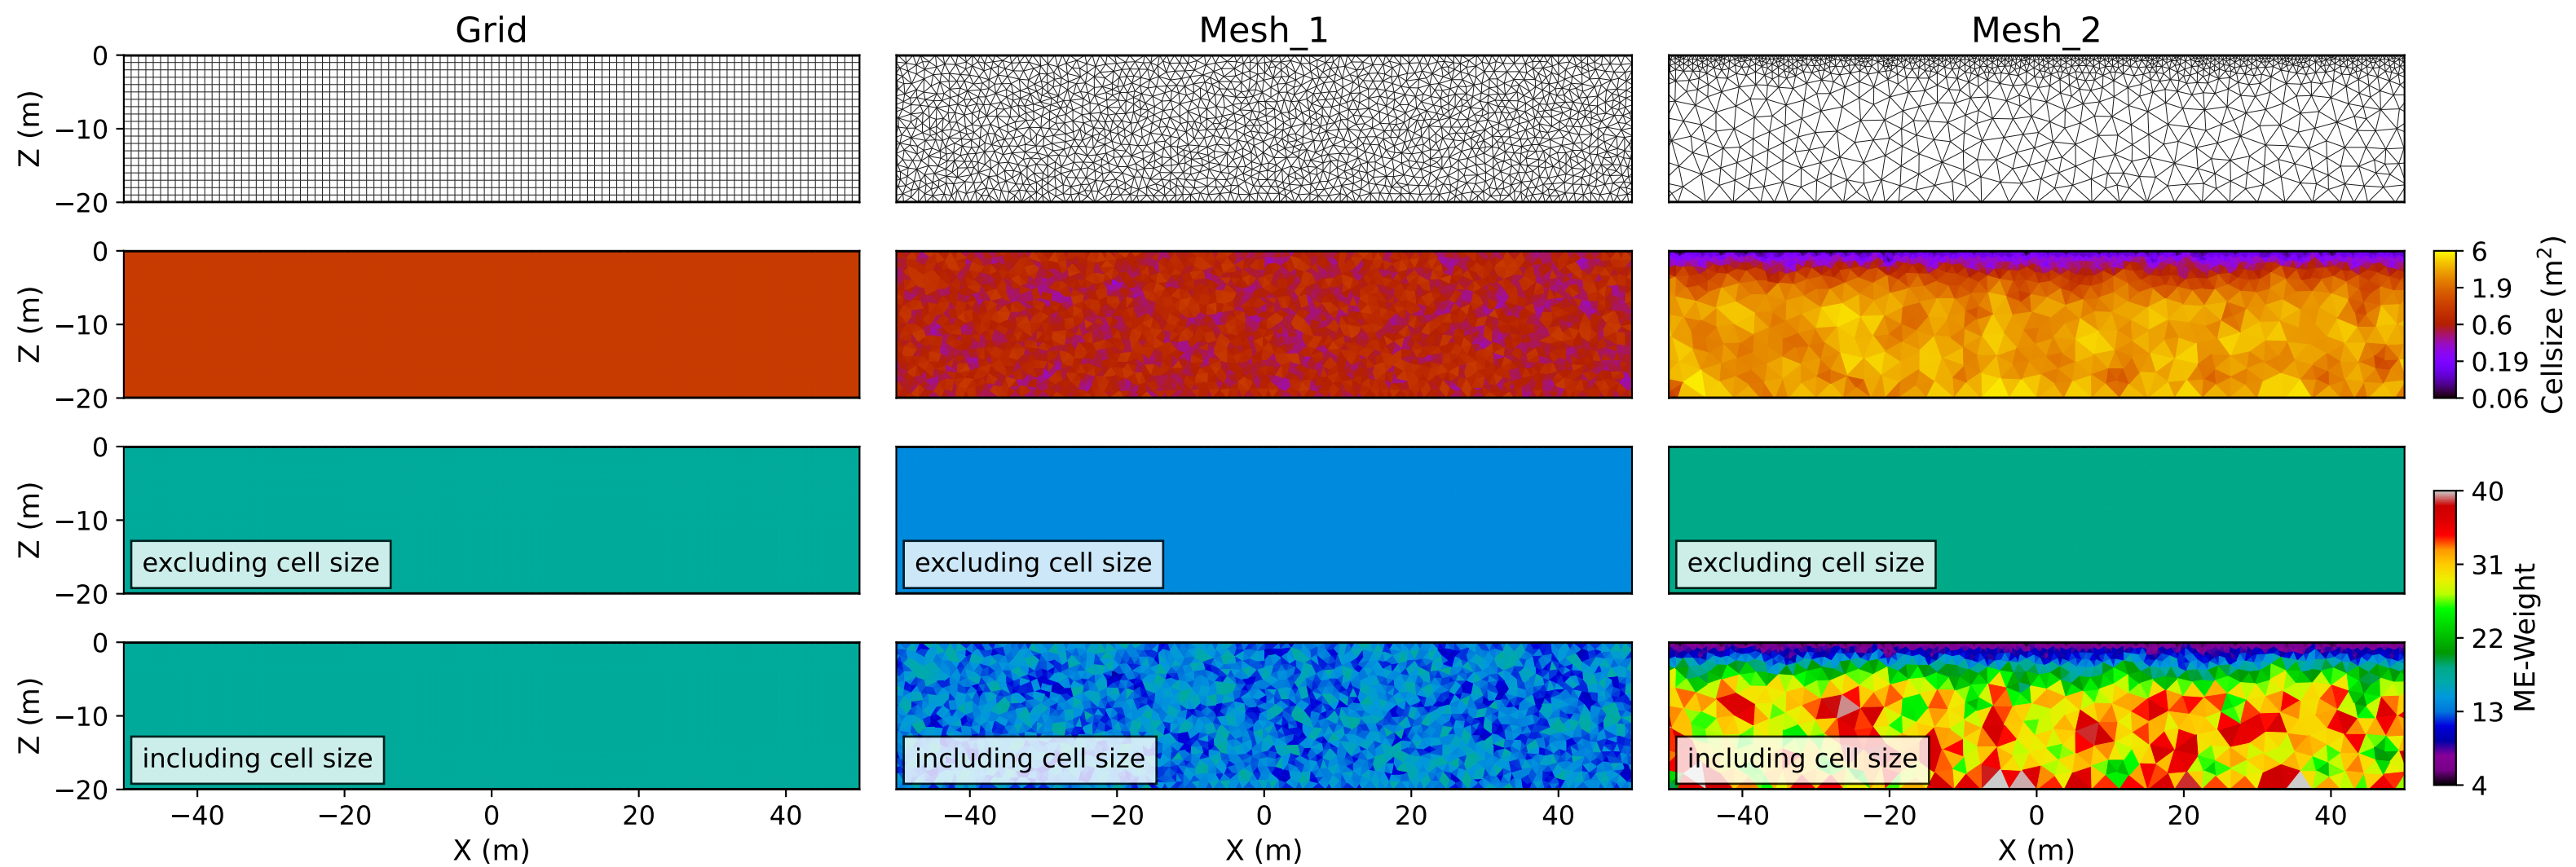 Grid
Mesh_1
Mesh_2
0
−10
−20
Z (m)
0
−10
−20
Z (m)
6
1.9
0.6
0.19
0.06
Cellsize (m²)
0
−10
−20
Z (m)
excluding cell size
excluding cell size
excluding cell size
0
−10
−20
Z (m)
including cell size
including cell size
including cell size
40
31
22
13
4
ME-Weight
−40 −20 0 20 40
−40 −20 0 20 40
−40 −20 0 20 40
X (m)
X (m)
X (m)